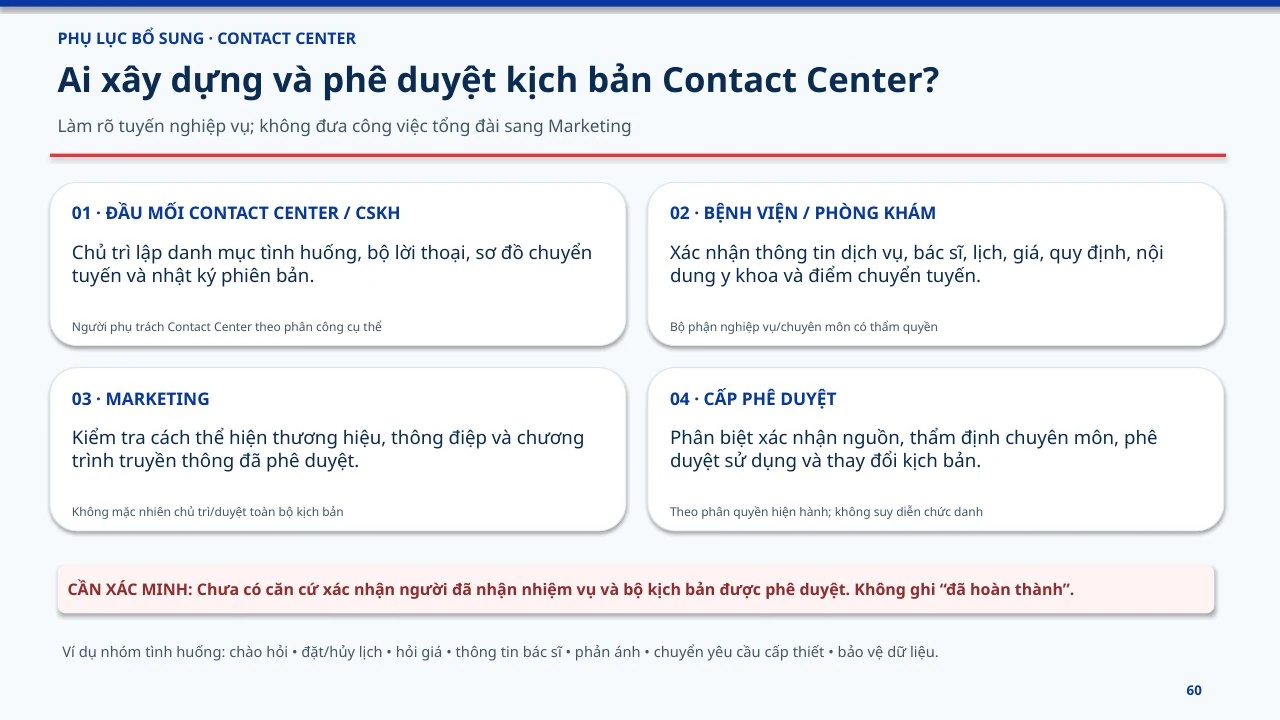 PHỤ LỤC BỔ SUNG · CONTACT CENTER
Ai xây dựng và phê duyệt kịch bản Contact Center?
Làm rõ tuyến nghiệp vụ; không đưa công việc tổng đài sang Marketing
01 · ĐẦU MỐI CONTACT CENTER / CSKH
Chủ trì lập danh mục tình huống, bộ lời thoại, sơ đồ chuyển
tuyến và nhật ký phiên bản.
Người phụ trách Contact Center theo phân công cụ thể
02 · BỆNH VIỆN / PHÒNG KHÁM
Xác nhận thông tin dịch vụ, bác sĩ, lịch, giá, quy định, nội
dung y khoa và điểm chuyển tuyến.
Bộ phận nghiệp vụ/chuyên môn có thẩm quyền
03 · MARKETING
Kiểm tra cách thể hiện thương hiệu, thông điệp và chương
trình truyền thông đã phê duyệt.
Không mặc nhiên chủ trì/duyệt toàn bộ kịch bản
04 · CẤP PHÊ DUYỆT
Phân biệt xác nhận nguồn, thẩm định chuyên môn, phê
duyệt sử dụng và thay đổi kịch bản.
Theo phân quyền hiện hành; không suy diễn chức danh
CẦN XÁC MINH: Chưa có căn cứ xác nhận người đã nhận nhiệm vụ và bộ kịch bản được phê duyệt. Không ghi “đã hoàn thành”.
Ví dụ nhóm tình huống: chào hỏi • đặt/hủy lịch • hỏi giá • thông tin bác sĩ • phản ánh • chuyển yêu cầu cấp thiết • bảo vệ dữ liệu.
60